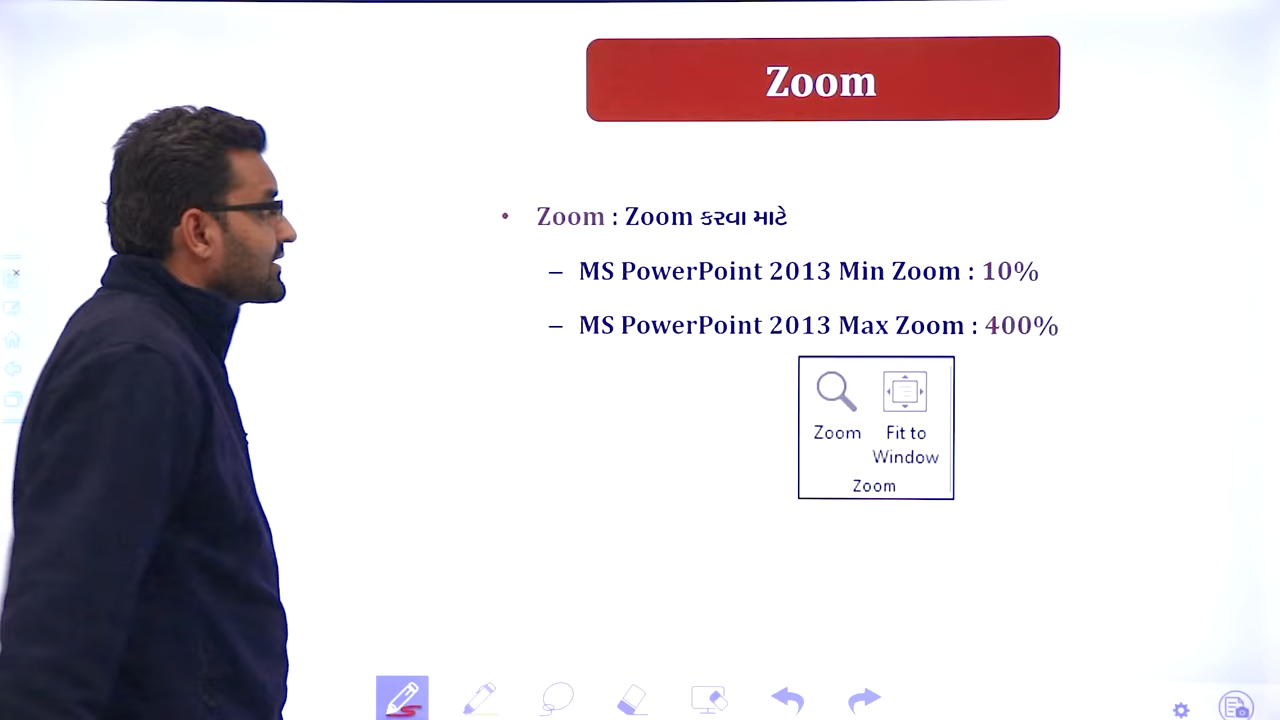 Zoom
• Zoom : Zoom કરવા માટે
– MS PowerPoint 2013 Min Zoom : 10%
– MS PowerPoint 2013 Max Zoom : 400%
Zoom
Fit to
Window
Zoom